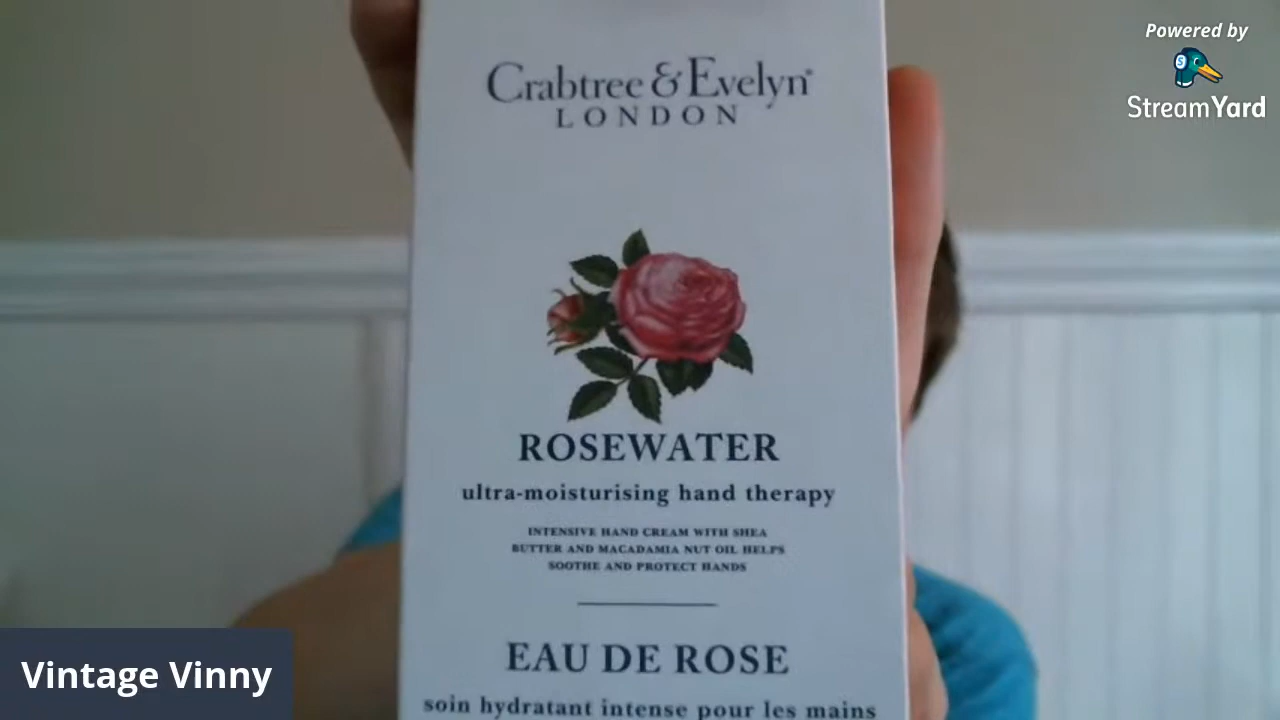 Powered by
StreamYard
Crabtree & Evelyn®
LONDON
ROSEWATER
ultra-moisturising hand therapy
INTENSIVE HAND CREAM WITH SHEA
BUTTER AND MACADAMIA NUT OIL HELPS
SOOTHE AND PROTECT HANDS
EAU DE ROSE
soin hydratant intense pour les mains
Vintage Vinny